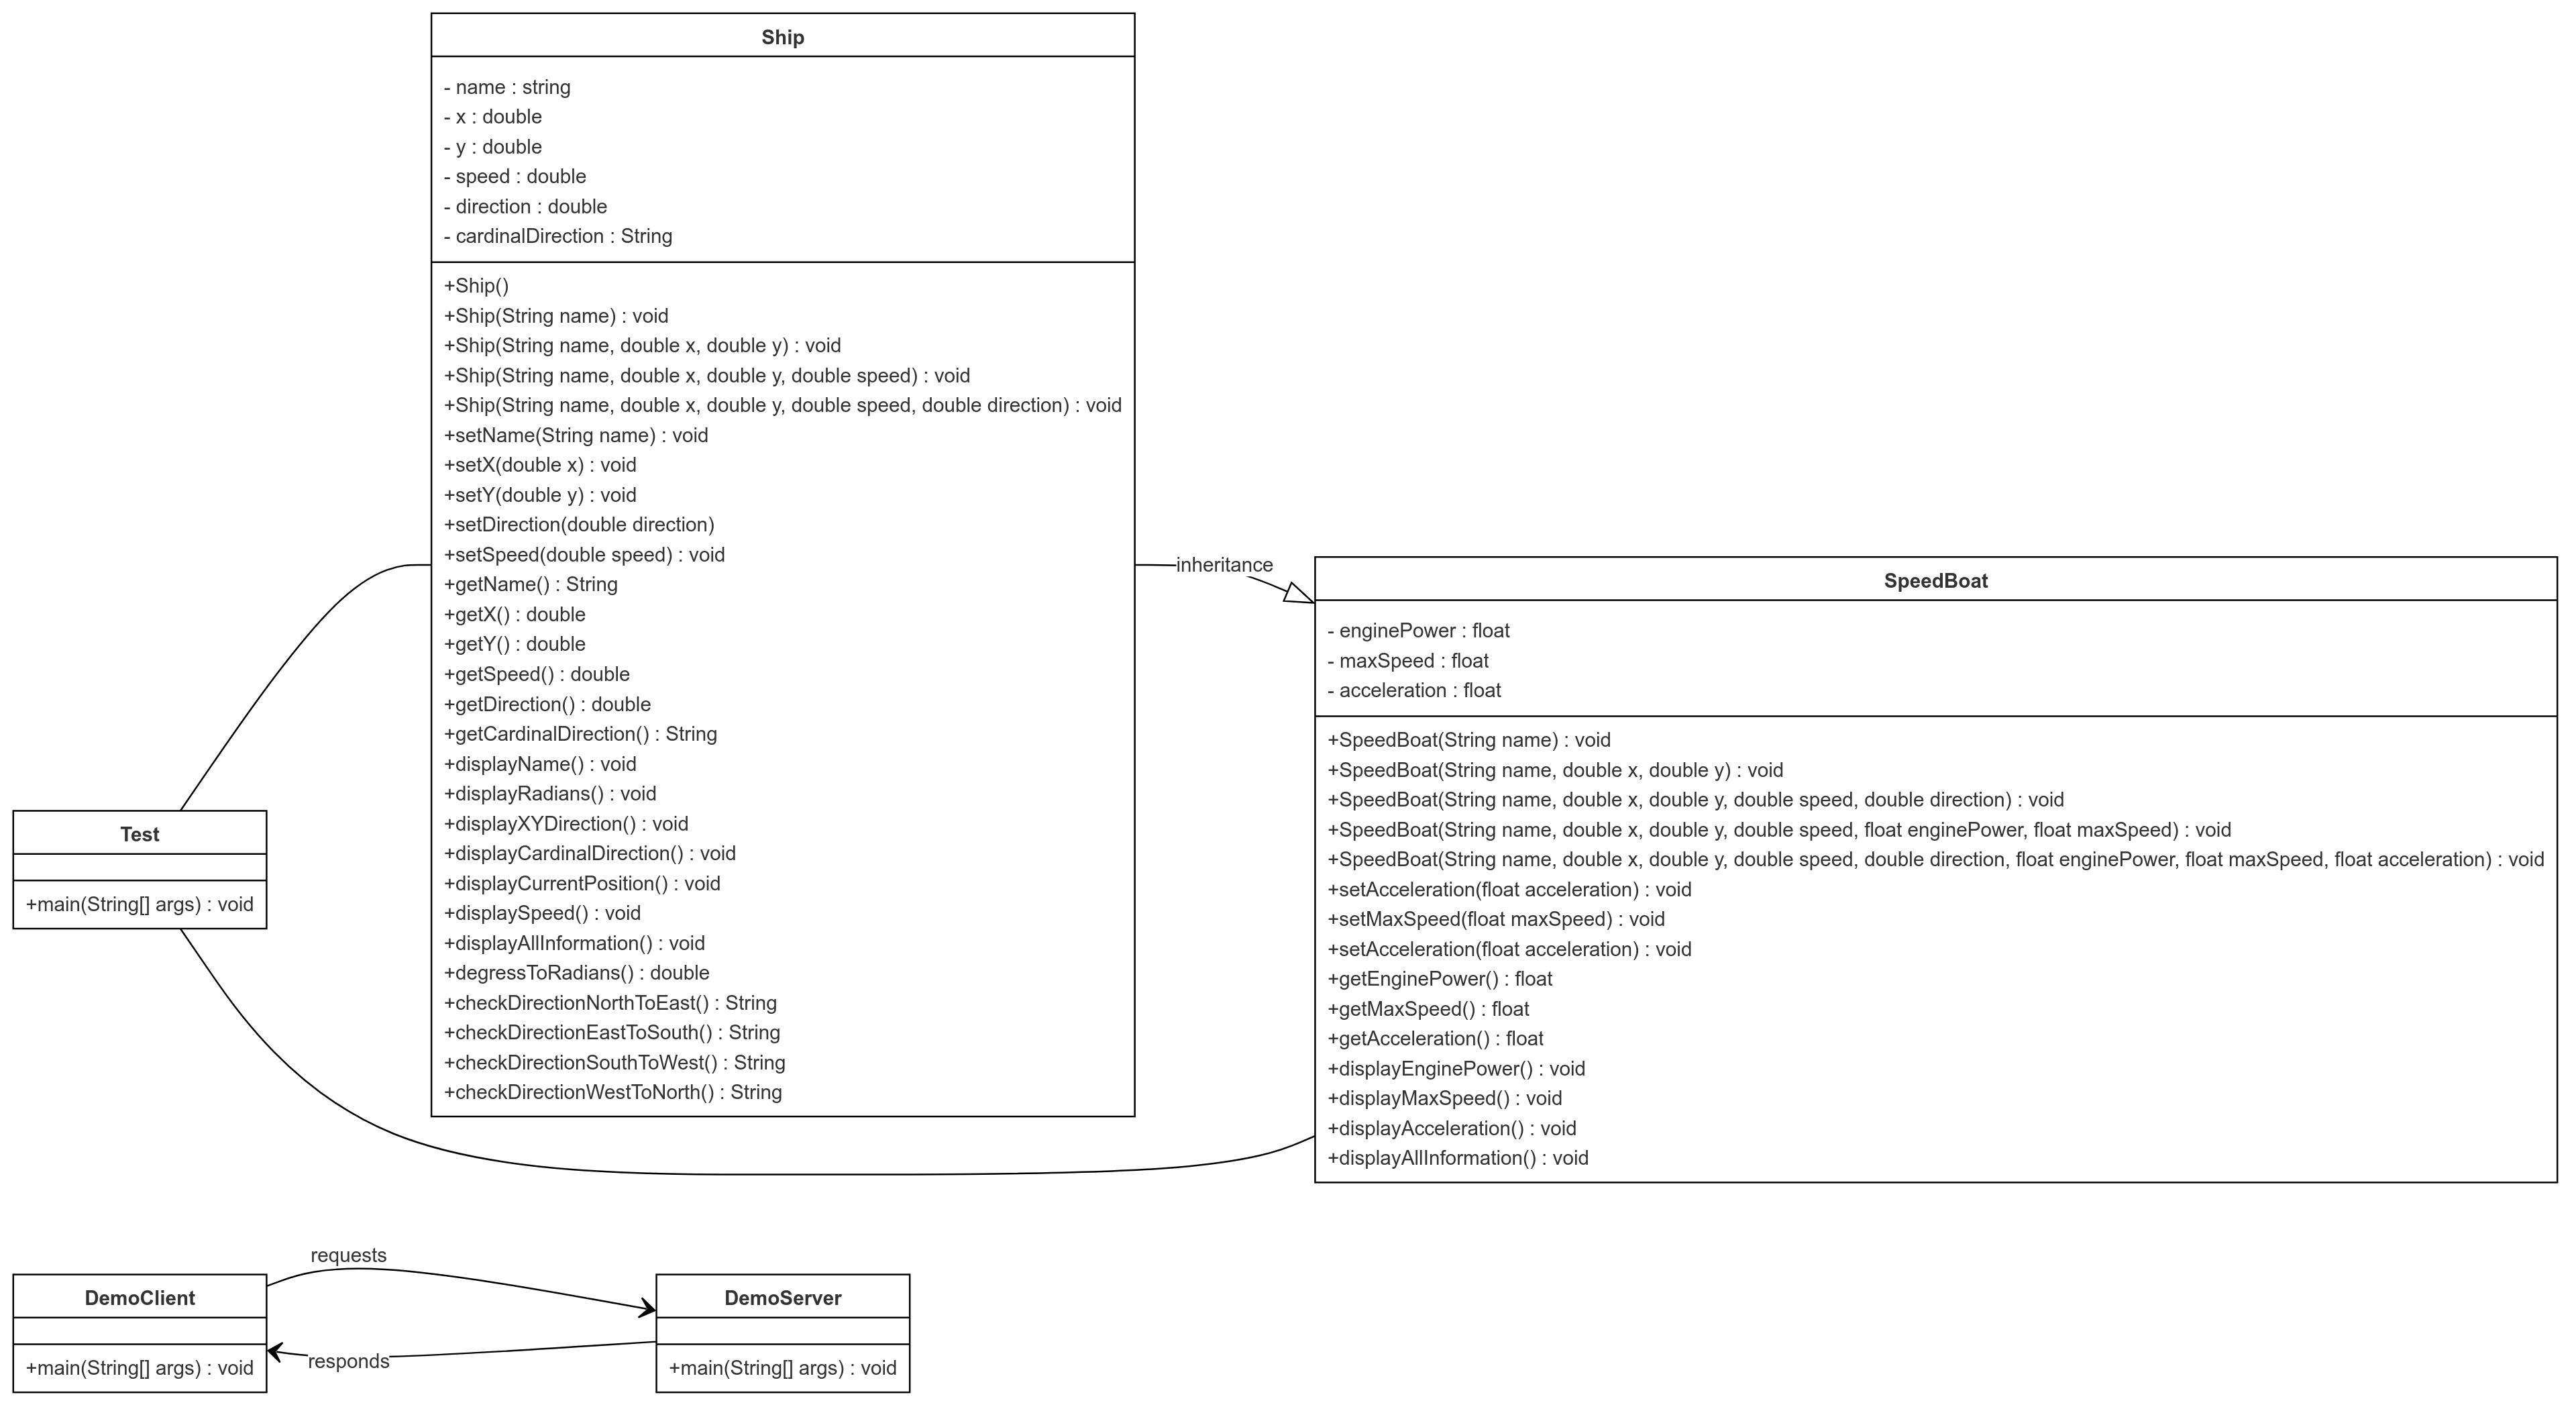 Ship
- name : string
- x : double
- y : double
- speed : double
- direction : double
- cardinalDirection : String
+Ship()
+Ship(String name) : void
+Ship(String name, double x, double y) : void
+Ship(String name, double x, double y, double speed) : void
+Ship(String name, double x, double y, double speed, double direction) : void
+setName(String name) : void
+setX(double x) : void
+setY(double y) : void
+setDirection(double direction)
+setSpeed(double speed) : void
+getName() : String
+getX() : double
+getY() : double
+getSpeed() : double
+getDirection() : double
+getCardinalDirection() : String
+displayName() : void
+displayRadians() : void
+displayXYDirection() : void
+displayCardinalDirection() : void
+displayCurrentPosition() : void
+displaySpeed() : void
+displayAllInformation() : void
+degressToRadians() : double
+checkDirectionNorthToEast() : String
+checkDirectionEastToSouth() : String
+checkDirectionSouthToWest() : String
+checkDirectionWestToNorth() : String
inheritance
SpeedBoat
- enginePower : float
- maxSpeed : float
- acceleration : float
+SpeedBoat(String name) : void
+SpeedBoat(String name, double x, double y) : void
+SpeedBoat(String name, double x, double y, double speed, double direction) : void
+SpeedBoat(String name, double x, double y, double speed, float enginePower, float maxSpeed) : void
+SpeedBoat(String name, double x, double y, double speed, double direction, float enginePower, float maxSpeed, float acceleration) : void
+setAcceleration(float acceleration) : void
+setMaxSpeed(float maxSpeed) : void
+setAcceleration(float acceleration) : void
+getEnginePower() : float
+getMaxSpeed() : float
+getAcceleration() : float
+displayEnginePower() : void
+displayMaxSpeed() : void
+displayAcceleration() : void
+displayAllInformation() : void
Test
+main(String[] args) : void
requests
DemoClient
+main(String[] args) : void
responds
DemoServer
+main(String[] args) : void